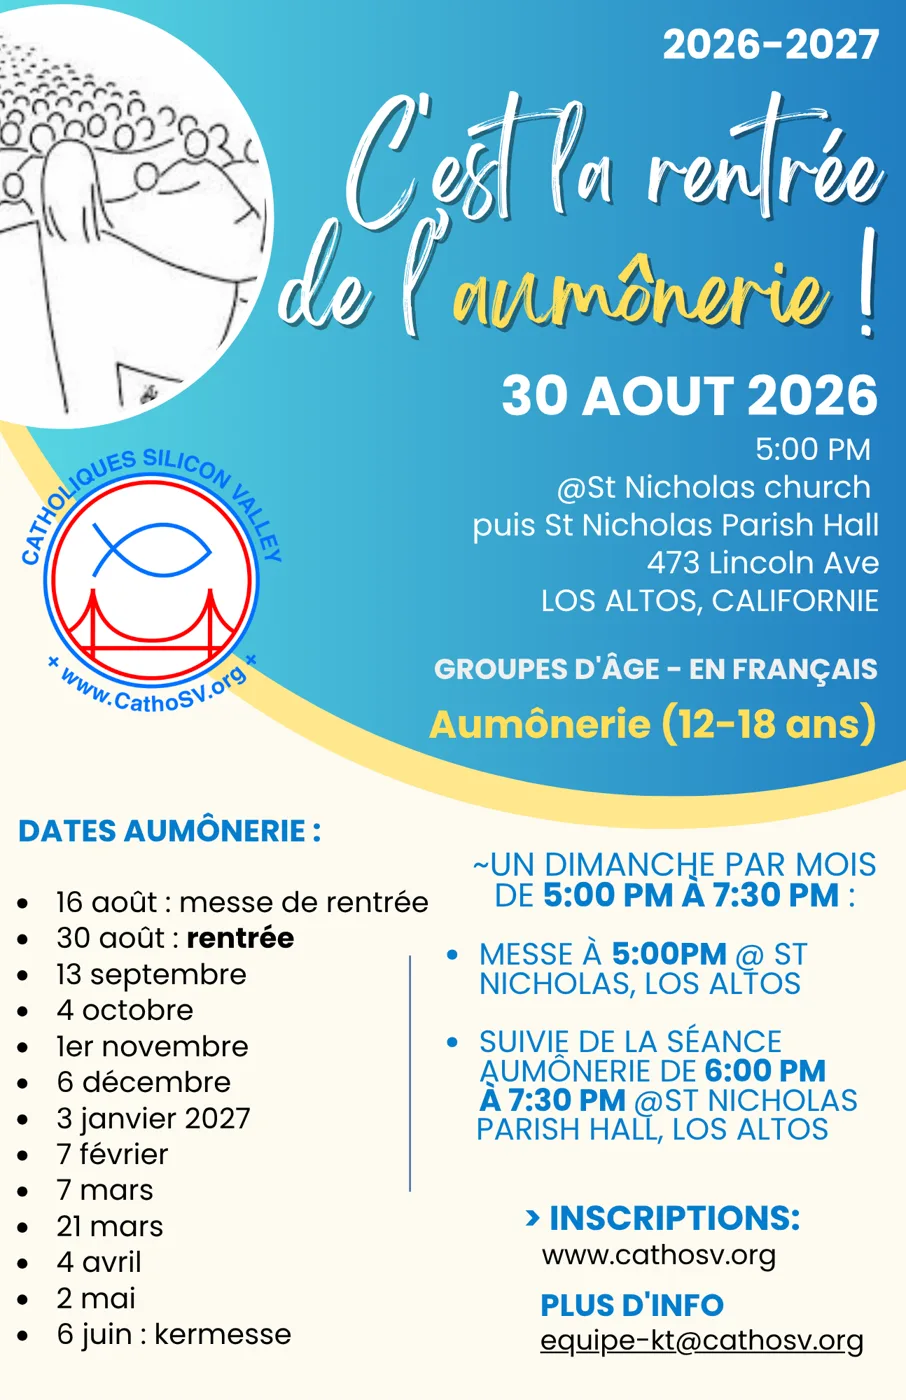 2026-2027
C'est la rentrée
de l'aumônerie !
30 AOUT 2026
5:00 PM
@St Nicholas church
puis St Nicholas Parish Hall
473 Lincoln Ave
LOS ALTOS, CALIFORNIE
CATHOLIQUES SILICON VALLEY
+ www.CathoSV.org +
GROUPES D'ÂGE - EN FRANÇAIS
Aumônerie (12-18 ans)
DATES AUMÔNERIE :
• 16 août : messe de rentrée
• 30 août : rentrée
• 13 septembre
• 4 octobre
• 1er novembre
• 6 décembre
• 3 janvier 2027
• 7 février
• 7 mars
• 21 mars
• 4 avril
• 2 mai
• 6 juin : kermesse
~UN DIMANCHE PAR MOIS
DE 5:00 PM À 7:30 PM :
• MESSE À 5:00PM @ ST
NICHOLAS, LOS ALTOS
• SUIVIE DE LA SÉANCE
AUMÔNERIE DE 6:00 PM
À 7:30 PM @ST NICHOLAS
PARISH HALL, LOS ALTOS
> INSCRIPTIONS:
www.cathosv.org
PLUS D'INFO
equipe-kt@cathosv.org